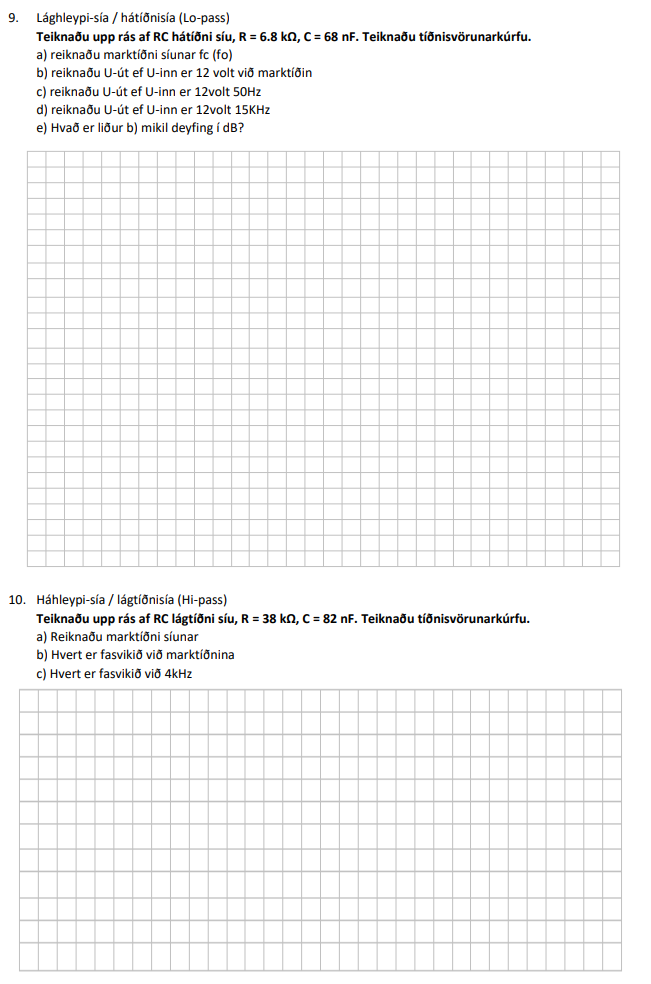 9. Lághleypi-sía / hátíðnisía (Lo-pass)
Teiknaðu upp rás af RC hátíðni síu, R = 6.8 kΩ, C = 68 nF. Teiknaðu tíðnisvörunarkúrfu.
a) reiknaðu marktíðni síunar fc (fo)
b) reiknaðu U-út ef U-inn er 12 volt við marktíðin
c) reiknaðu U-út ef U-inn er 12volt 50Hz
d) reiknaðu U-út ef U-inn er 12volt 15KHz
e) Hvað er liður b) mikil deyfing í dB?
10. Háhleypi-sía / lágtíðnisía (Hi-pass)
Teiknaðu upp rás af RC lágtíðni síu, R = 38 kΩ, C = 82 nF. Teiknaðu tíðnisvörunarkúrfu.
a) Reiknaðu marktíðni síunar
b) Hvert er fasvikið við marktíðnina
c) Hvert er fasvikið við 4kHz